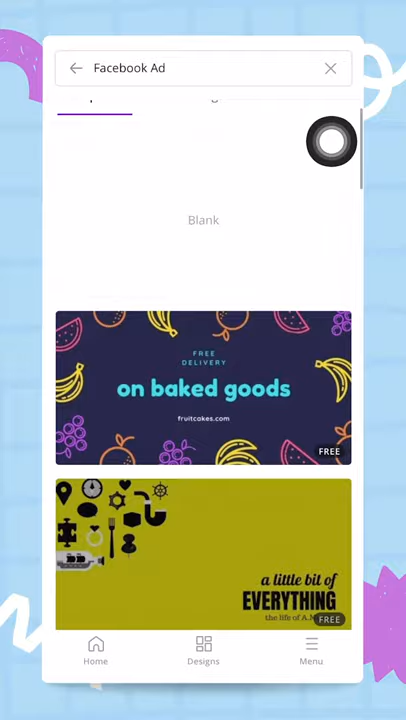 Facebook Ad
Blank
FREE
DELIVERY
on baked goods
fruitcakes.com
FREE
a little bit of
EVERYTHING
the life of A.
FREE
Home
Designs
Menu